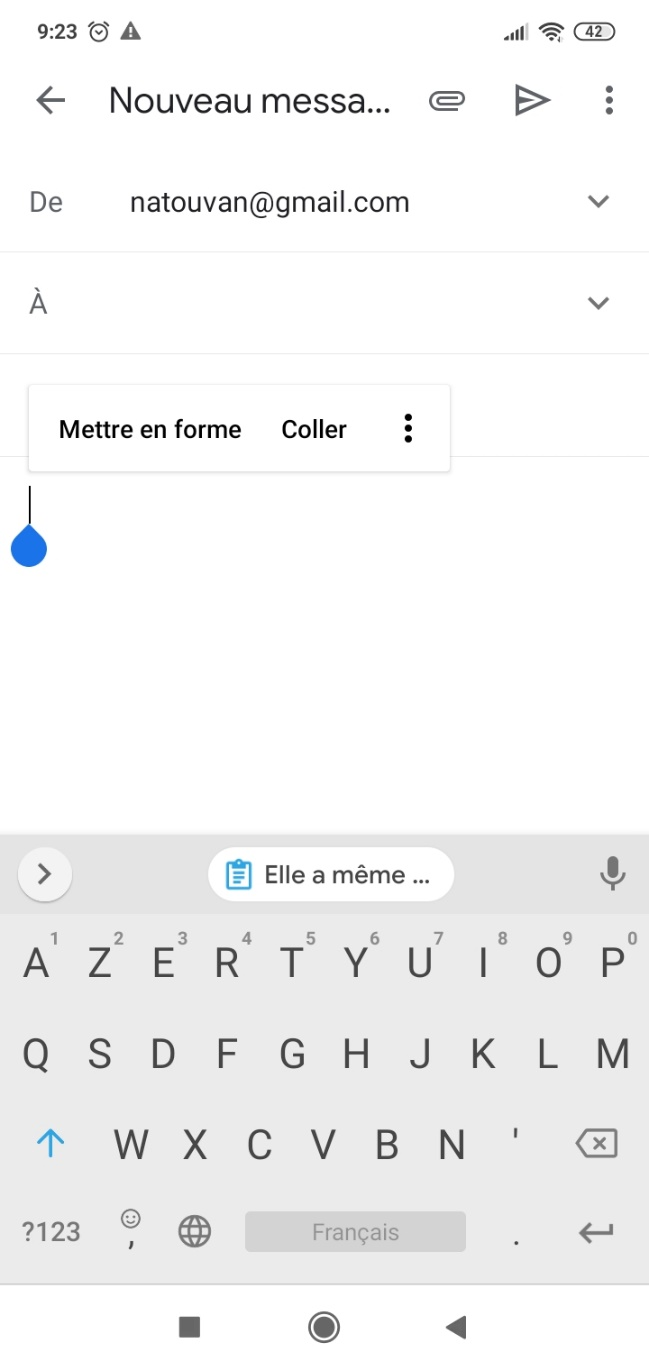 9:23 42
Nouveau messa...
De natouvan@gmail.com
À
Mettre en forme Coller
Elle a même ...
A 1 Z 2 E 3 R 4 T 5 Y 6 U 7 I 8 O 9 P 0
Q S D F G H J K L M
W X C V B N '
?123 , Français .